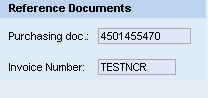 Reference Documents
Purchasing doc.: 4501455470
Invoice Number: TESTNCR